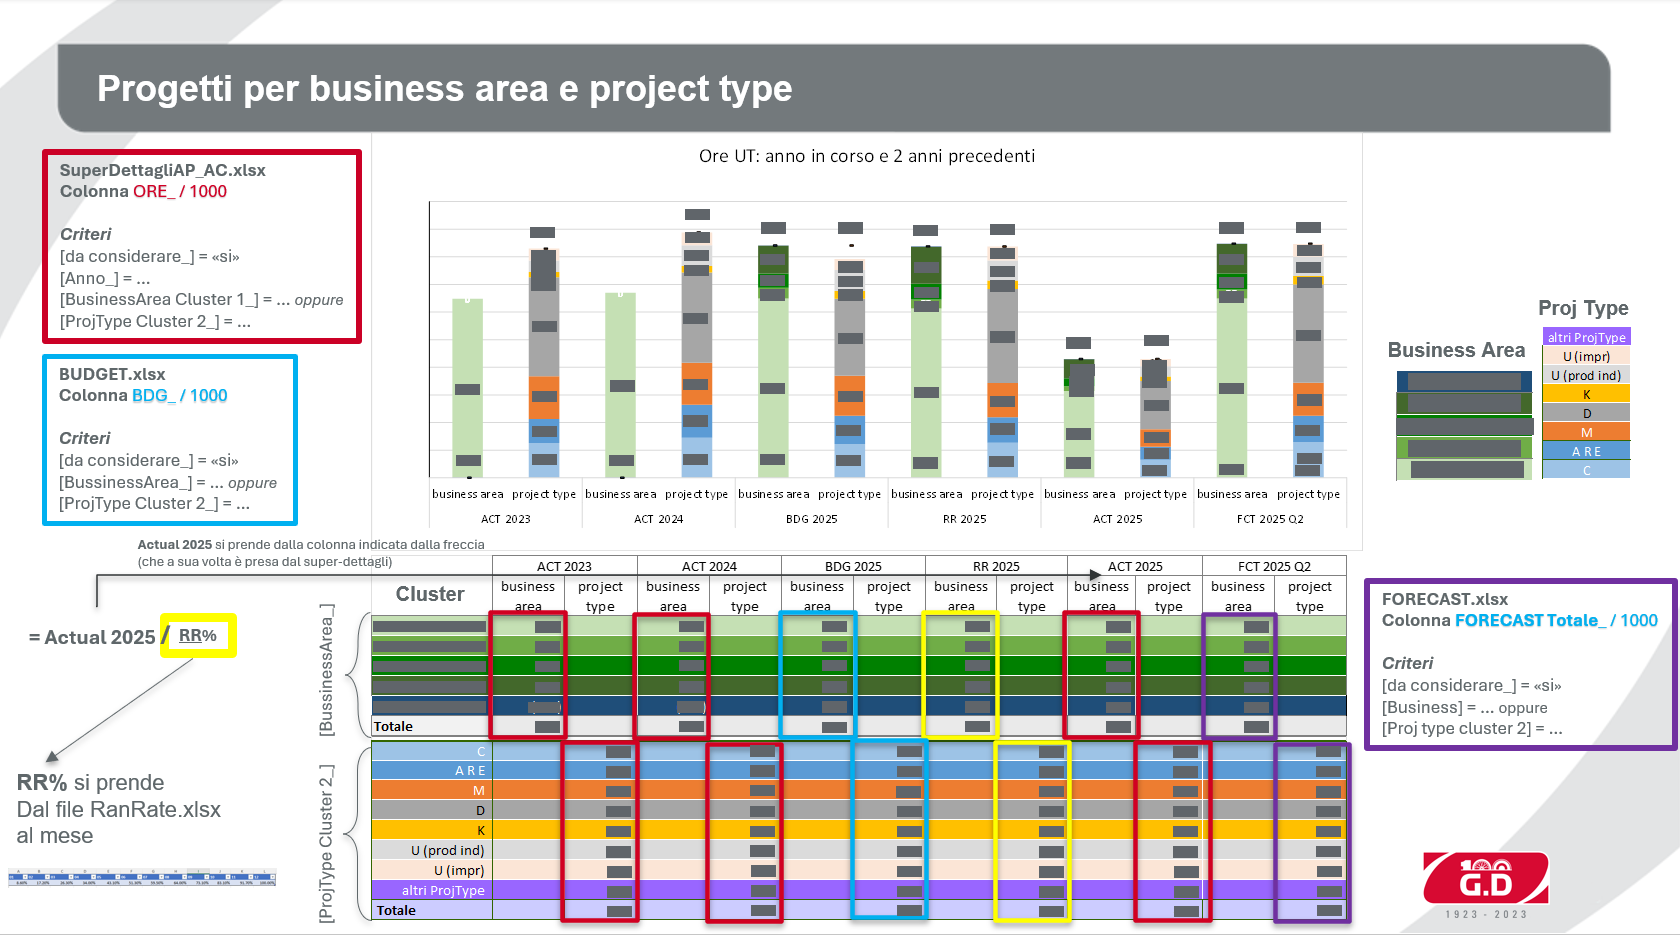 Progetti per business area e project type
SuperDettagliAP_AC.xlsx
Colonna ORE_ / 1000
Criteri
[da considerare_] = «si»
[Anno_] = ...
[BusinessArea Cluster 1_] = ... oppure
[ProjType Cluster 2_] = ...
BUDGET.xlsx
Colonna BDG_ / 1000
Criteri
[da considerare_] = «si»
[BussinessArea_] = ... oppure
[ProjType Cluster 2_] = ...
Ore UT: anno in corso e 2 anni precedenti
business area project type business area project type business area project type business area project type business area project type business area project type
ACT 2023 ACT 2024 BDG 2025 RR 2025 ACT 2025 FCT 2025 Q2
Business Area
Proj Type
altri ProjType
U (impr)
U (prod ind)
K
D
M
A R E
C
Actual 2025 si prende dalla colonna indicata dalla freccia
(che a sua volta è presa dal super-dettagli)
= Actual 2025 / RR%
RR% si prende
Dal file RanRate.xlsx
al mese
Cluster
ACT 2023 ACT 2024 BDG 2025 RR 2025 ACT 2025 FCT 2025 Q2
business project business project business project business project business project business project
area type area type area type area type area type area type
[BussinessArea_]
Totale
[ProjType Cluster 2_]
C
A R E
M
D
K
U (prod ind)
U (impr)
altri ProjType
Totale
FORECAST.xlsx
Colonna FORECAST Totale_ / 1000
Criteri
[da considerare_] = «si»
[Business] = ... oppure
[Proj type cluster 2] = ...
100
G.D
1923 - 2023